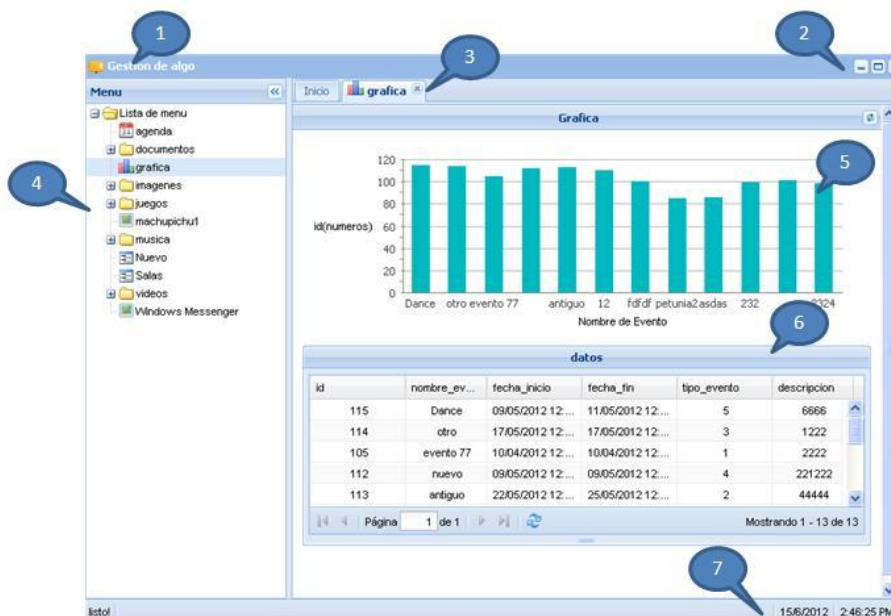 1
2
3
Gestion de algo
Menu
Inicio
grafica
Lista de menu
agenda
documentos
grafica
imagenes
juegos
machupichu1
musica
Nuevo
Salas
videos
Windows Messenger
4
Grafica
5
120
100
80
60
40
20
0
id(numeros)
Dance otro evento 77 antiguo 12 fdfdf petunia2asdas 232
Nombre de Evento
6
datos
id nombre_ev... fecha_inicio fecha_fin tipo_evento descripcion
115 Dance 09/05/2012 12:... 11/05/2012 12:... 5 6666
114 otro 17/05/2012 12:... 17/05/2012 12:... 3 1222
105 evento 77 10/04/2012 12:... 10/04/2012 12:... 1 2222
112 nuevo 09/05/2012 12:... 09/05/2012 12:... 4 221222
113 antiguo 22/05/2012 12:... 25/05/2012 12:... 2 44444
Página 1 de 1 Mostrando 1 - 13 de 13
7
listo! 15/6/2012 2:46:25 PM